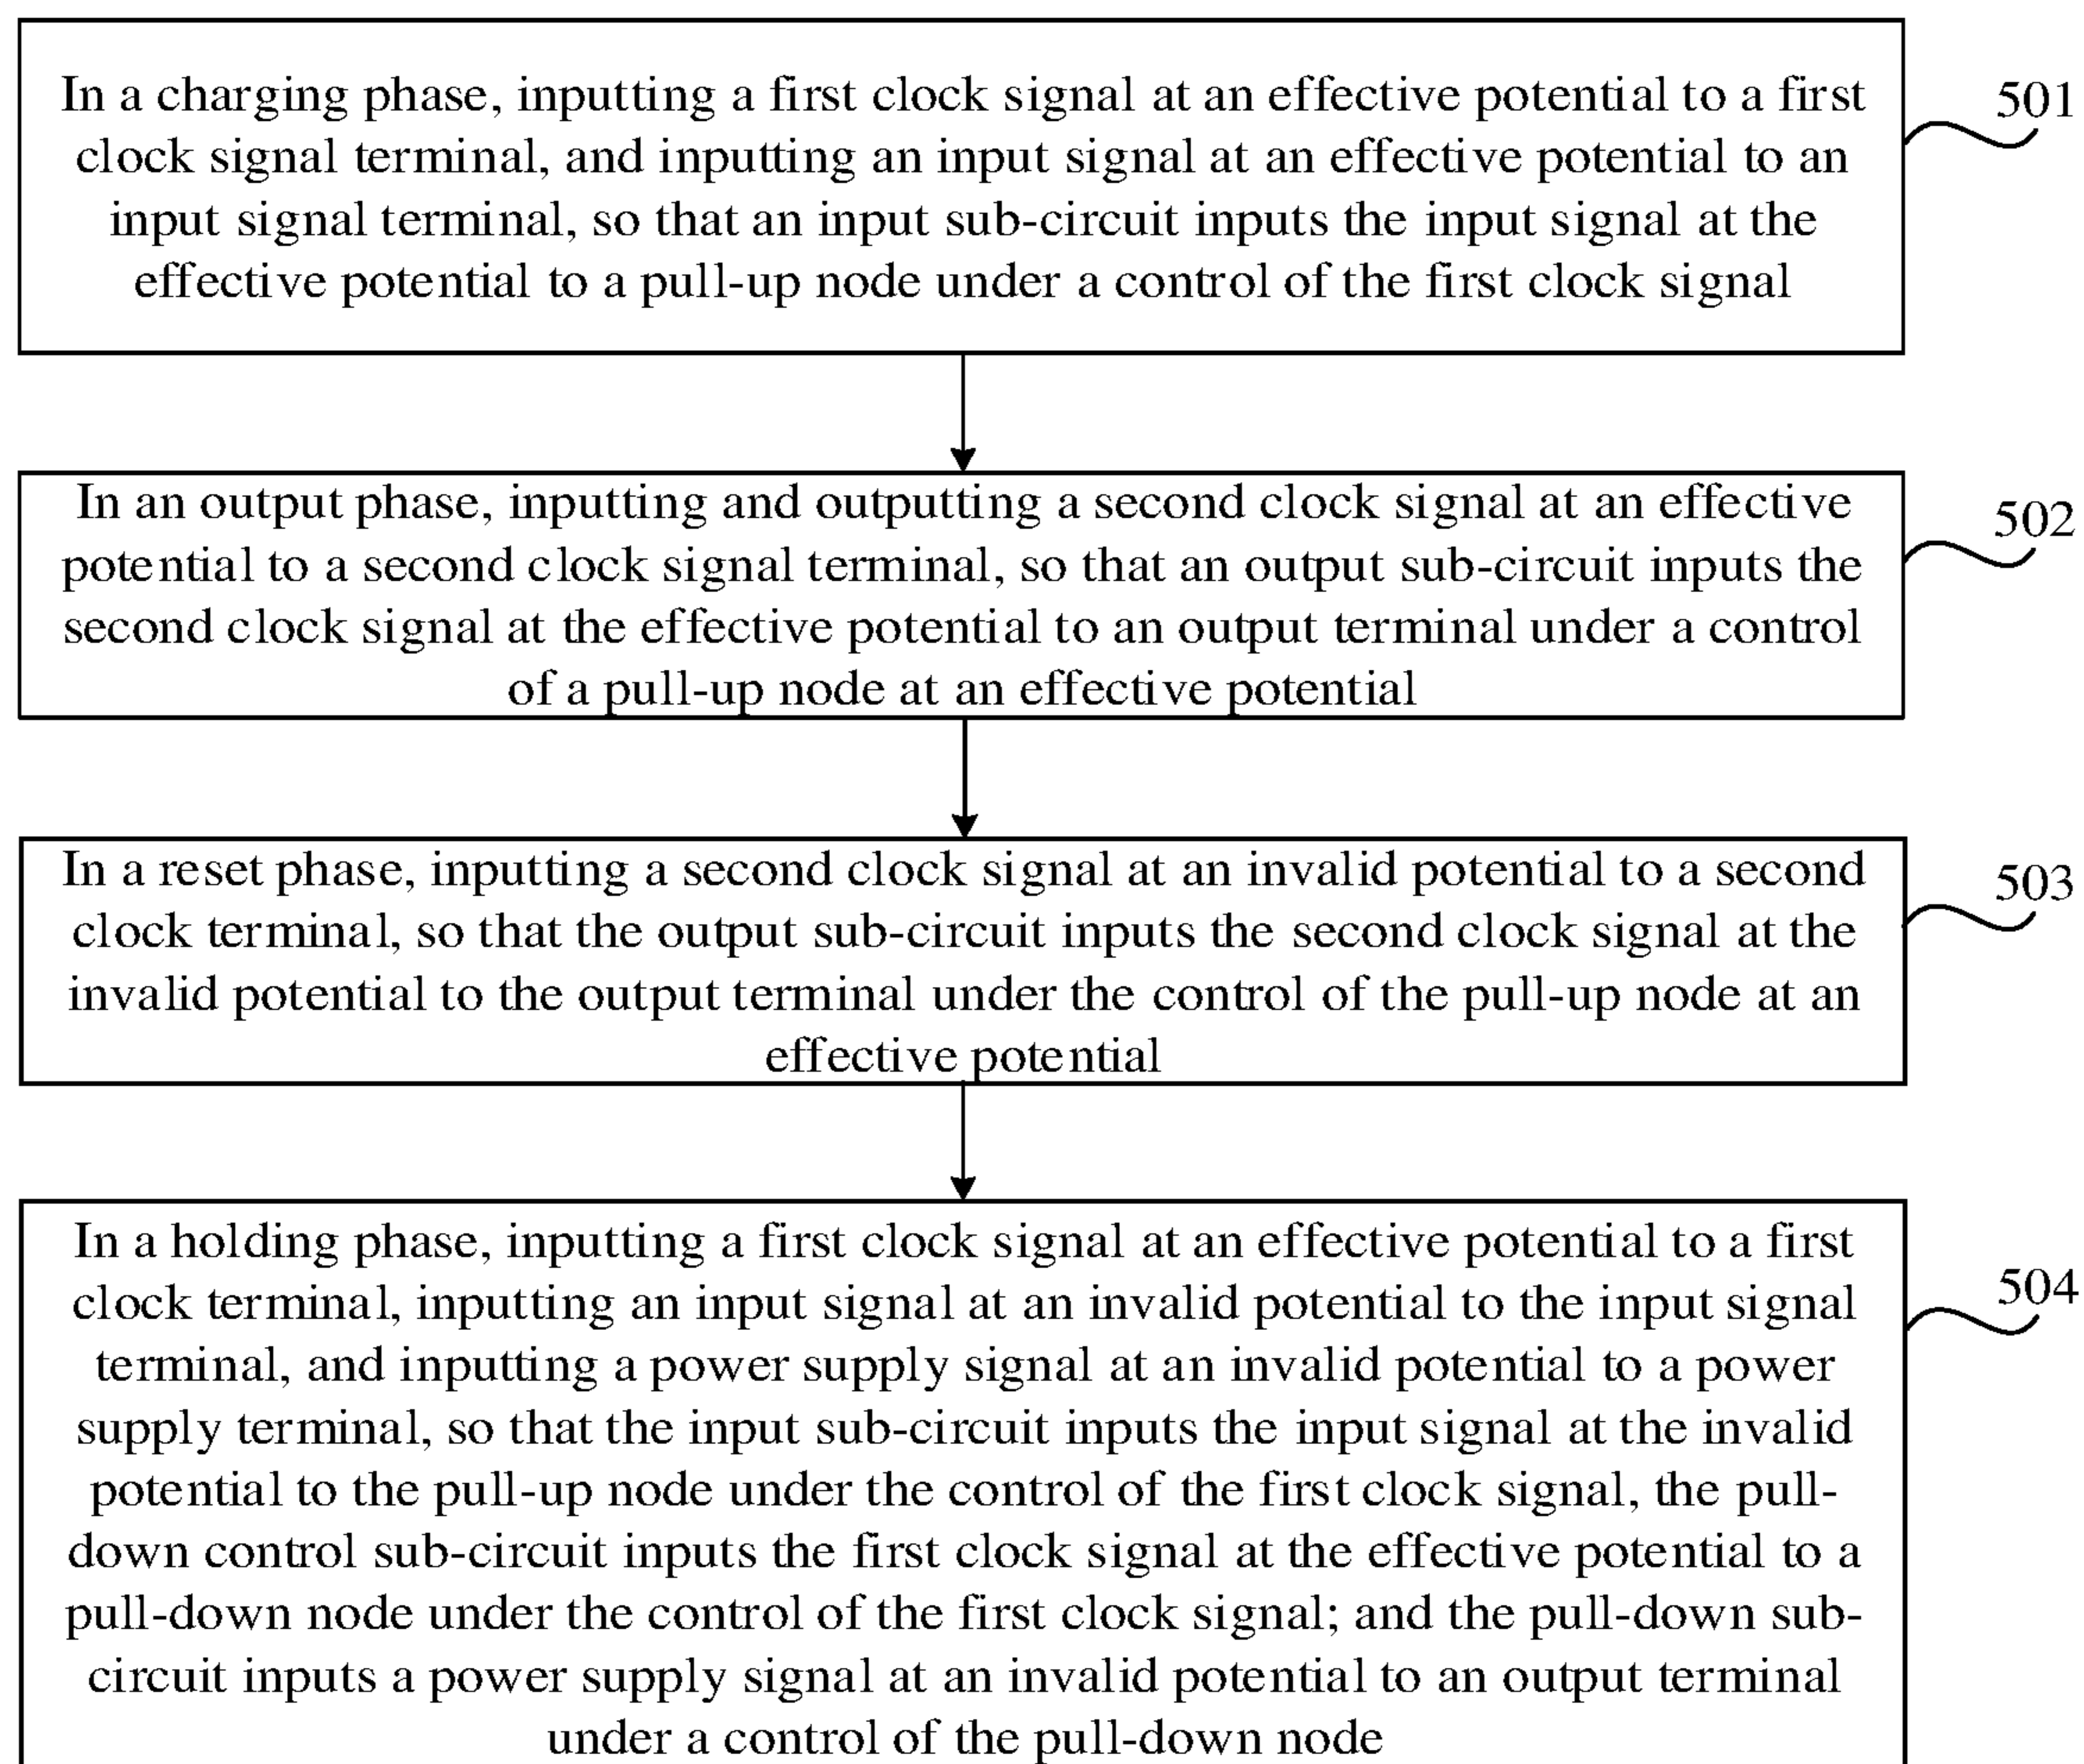 In a charging phase, inputting a first clock signal at an effective potential to a first
clock signal terminal, and inputting an input signal at an effective potential to an
input signal terminal, so that an input sub-circuit inputs the input signal at the
effective potential to a pull-up node under a control of the first clock signal
501
In an output phase, inputting and outputting a second clock signal at an effective
potential to a second clock signal terminal, so that an output sub-circuit inputs the
second clock signal at the effective potential to an output terminal under a control
of a pull-up node at an effective potential
502
In a reset phase, inputting a second clock signal at an invalid potential to a second
clock terminal, so that the output sub-circuit inputs the second clock signal at the
invalid potential to the output terminal under the control of the pull-up node at an
effective potential
503
In a holding phase, inputting a first clock signal at an effective potential to a first
clock terminal, inputting an input signal at an invalid potential to the input signal
terminal, and inputting a power supply signal at an invalid potential to a power
supply terminal, so that the input sub-circuit inputs the input signal at the invalid
potential to the pull-up node under the control of the first clock signal, the pull-
down control sub-circuit inputs the first clock signal at the effective potential to a
pull-down node under the control of the first clock signal; and the pull-down sub-
circuit inputs a power supply signal at an invalid potential to an output terminal
under a control of the pull-down node
504